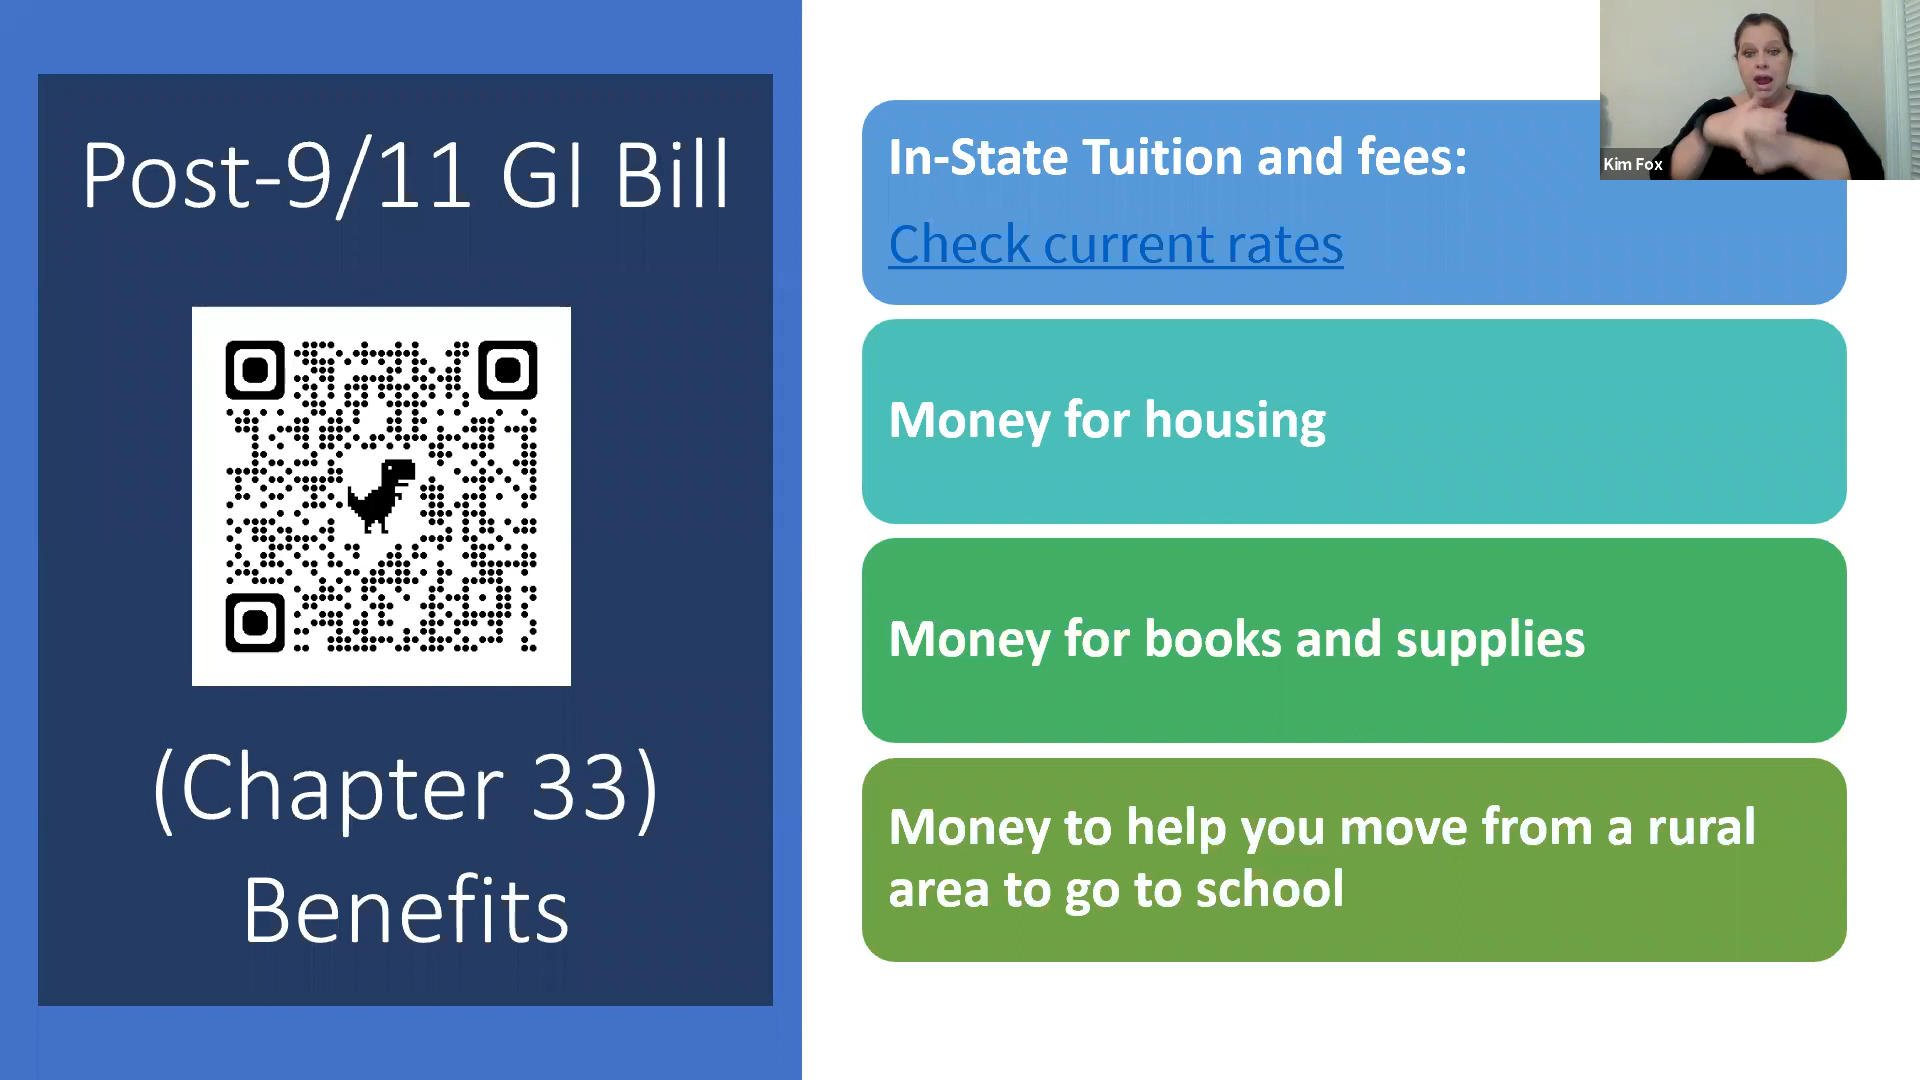 Post-9/11 GI Bill
(Chapter 33)
Benefits
In-State Tuition and fees:
Check current rates
Money for housing
Money for books and supplies
Money to help you move from a rural
area to go to school
Kim Fox